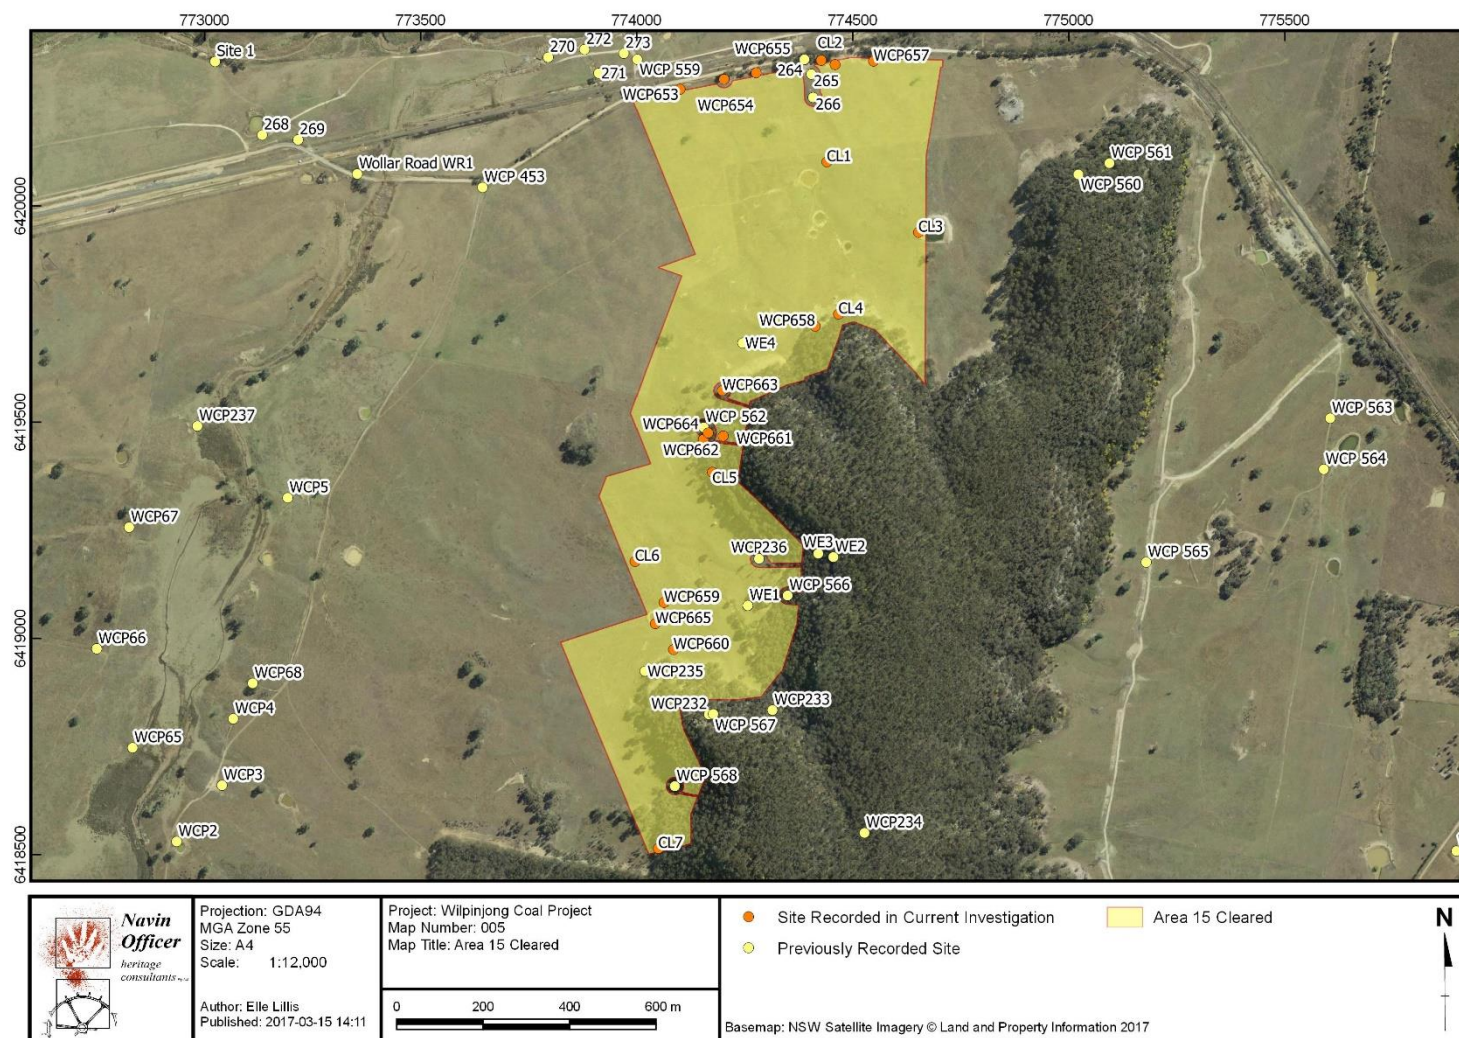 773000
773500
774000
774500
775000
775500
6420000
6419500
6419000
6418500
Site 1
270
272
273
271
WCP 559
WCP655
CL2
WCP657
264
265
266
WCP653
WCP654
268
269
Wollar Road WR1
WCP 453
CL1
WCP 561
WCP 560
CL3
CL4
WCP658
WE4
WCP663
WCP237
WCP664
WCP 562
WCP661
WCP662
CL5
WCP 563
WCP 564
WCP5
WCP67
WCP236
WE3
WE2
WCP 565
CL6
WCP 566
WE1
WCP659
WCP665
WCP66
WCP660
WCP235
WCP68
WCP4
WCP232
WCP 567
WCP233
WCP65
WCP3
WCP 568
WCP2
WCP234
CL7
Navin
Officer
heritage
consultants
Projection: GDA94
MGA Zone 55
Size: A4
Scale: 1:12,000
Author: Elle Lillis
Published: 2017-03-15 14:11
Project: Wilpinjong Coal Project
Map Number: 005
Map Title: Area 15 Cleared
0 200 400 600 m
Site Recorded in Current Investigation
Previously Recorded Site
Area 15 Cleared
N
Basemap: NSW Satellite Imagery © Land and Property Information 2017